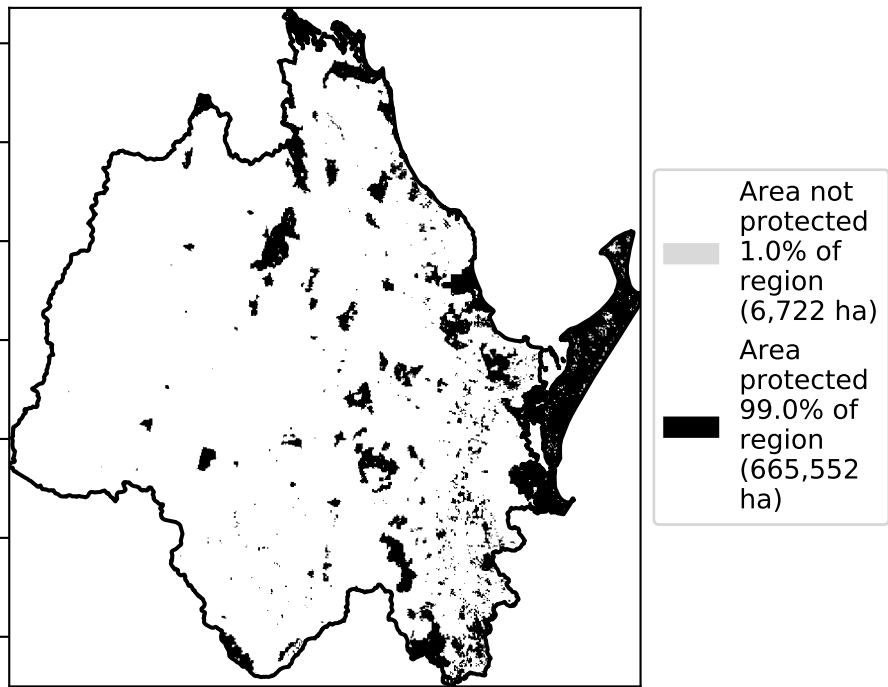 Area not
protected
1.0% of
region
(6,722 ha)
Area
protected
99.0% of
region
(665,552
ha)